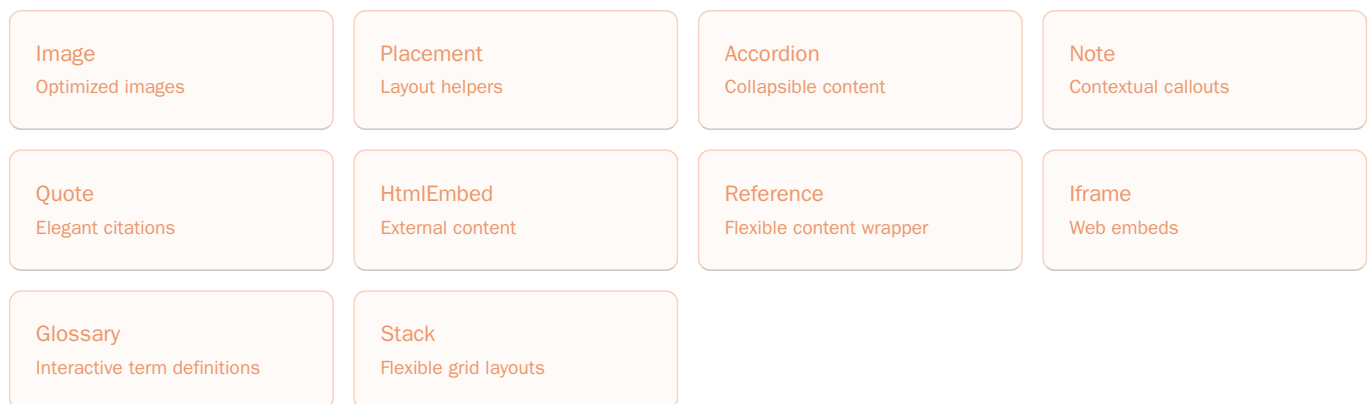 Image
Optimized images
Placement
Layout helpers
Accordion
Collapsible content
Note
Contextual callouts
Quote
Elegant citations
HtmlEmbed
External content
Reference
Flexible content wrapper
Iframe
Web embeds
Glossary
Interactive term definitions
Stack
Flexible grid layouts